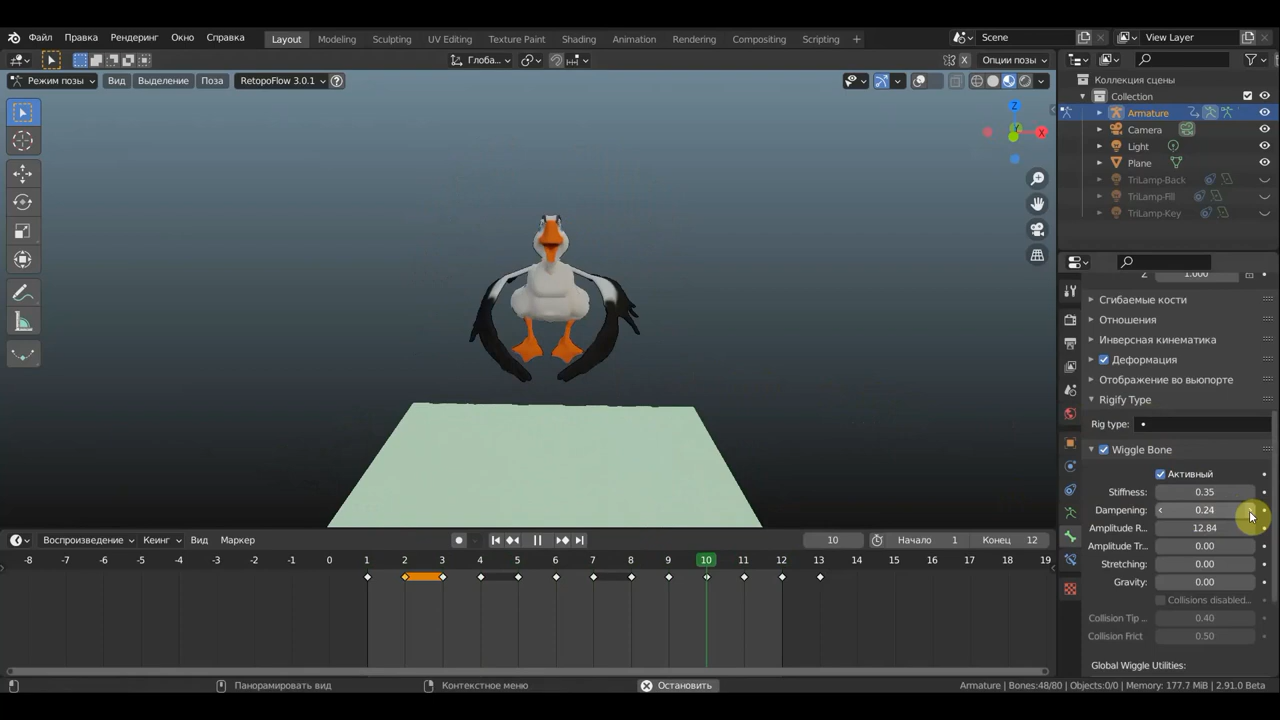 Файл Правка Рендеринг Окно Справка Layout Modeling Sculpting UV Editing Texture Paint Shading Animation Rendering Compositing Scripting + Scene View Layer
Глоба... X Опции позы
Режим позы Вид Выделение Поза RetopoFlow 3.0.1
Коллекция сцены
Collection
Armature
Camera
Light
Plane
TriLamp-Back
TriLamp-Fill
TriLamp-Key
Z
X
Z 1.000
Сгибаемые кости
Отношения
Инверсная кинематика
Деформация
Отображение во вьюпорте
Rigify Type
Rig type:
Wiggle Bone
Активный
Stiffness: 0.35
Dampening: 0.24
Amplitude R... 12.84
Amplitude Tr... 0.00
Stretching: 0.00
Gravity: 0.00
Collisions disabled...
Collision Tip ... 0.40
Collision Frict 0.50
Global Wiggle Utilities:
Воспроизведение Кеинг Вид Маркер 10 Начало 1 Конец 12
-8 -7 -6 -5 -4 -3 -2 -1 0 1 2 3 4 5 6 7 8 9 10 11 12 13 14 15 16 17 18 19
Панорамировать вид Контекстное меню Остановить Armature | Bones:48/80 | Objects:0/0 | Memory: 177.7 MiB | 2.91.0 Beta